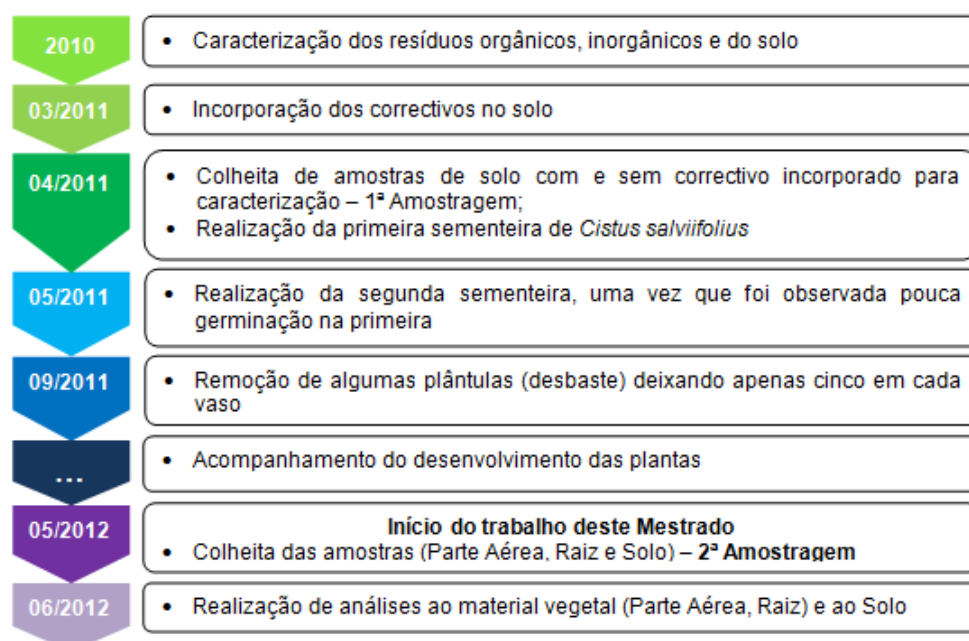 2010
• Caracterização dos resíduos orgânicos, inorgânicos e do solo
03/2011
• Incorporação dos correctivos no solo
04/2011
• Colheita de amostras de solo com e sem correctivo incorporado para
caracterização – 1ª Amostragem;
• Realização da primeira sementeira de Cistus salviifolius
05/2011
• Realização da segunda sementeira, uma vez que foi observada pouca
germinação na primeira
09/2011
• Remoção de algumas plântulas (desbaste) deixando apenas cinco em cada
vaso
...
• Acompanhamento do desenvolvimento das plantas
05/2012
Início do trabalho deste Mestrado
• Colheita das amostras (Parte Aérea, Raiz e Solo) – 2ª Amostragem
06/2012
• Realização de análises ao material vegetal (Parte Aérea, Raiz) e ao Solo